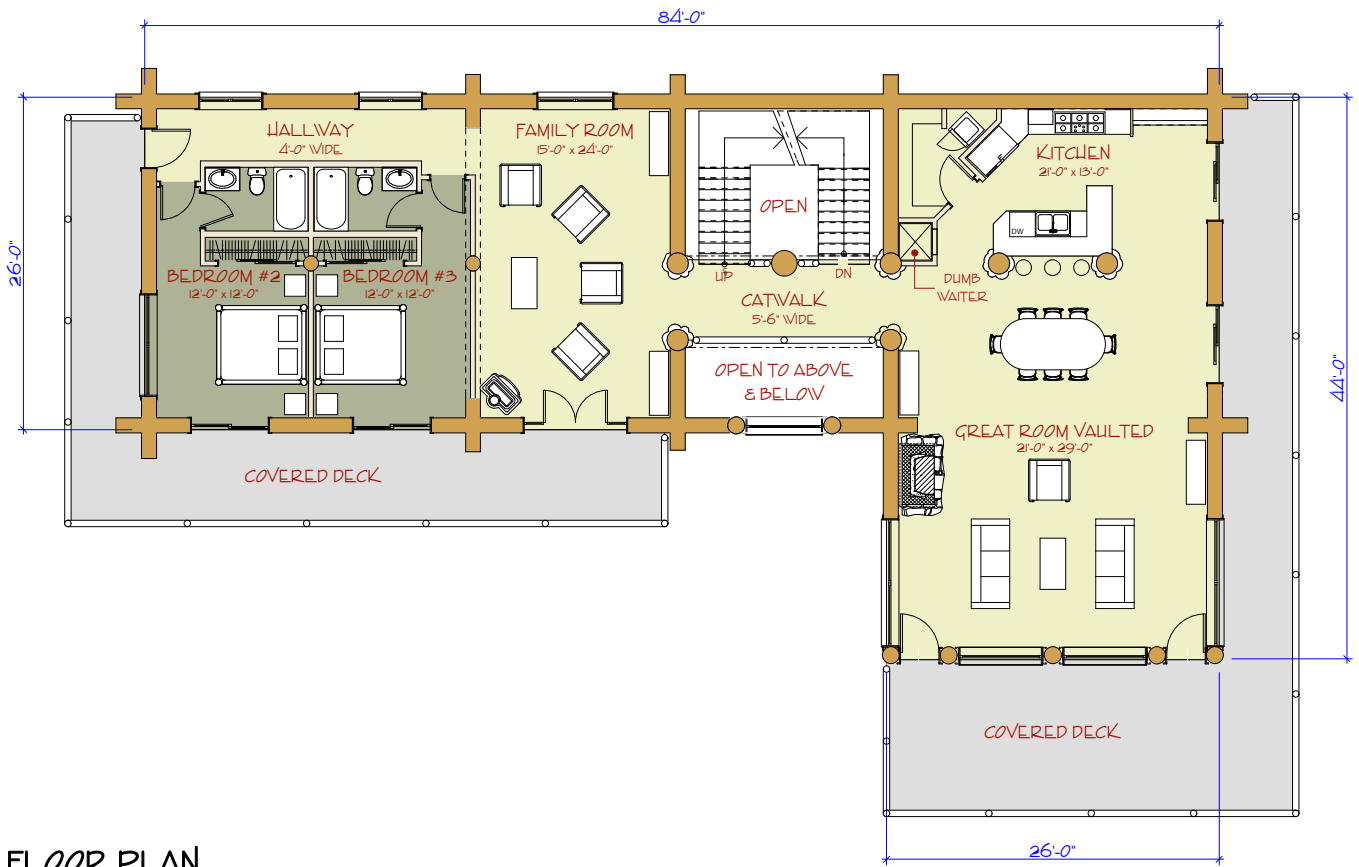 84'-0"
HALLWAY
4'-0" WIDE
FAMILY ROOM
15'-0" x 24'-0"
KITCHEN
21'-0" x 13'-0"
OPEN
DW
26'-0"
BEDROOM #2
12'-0" x 12'-0"
BEDROOM #3
12'-0" x 12'-0"
UP
DN
DUMB
WAITER
CATWALK
5'-6" WIDE
OPEN TO ABOVE
& BELOW
44'-0"
GREAT ROOM VAULTED
21'-0" x 29'-0"
COVERED DECK
COVERED DECK
26'-0"
FLOOR PLAN